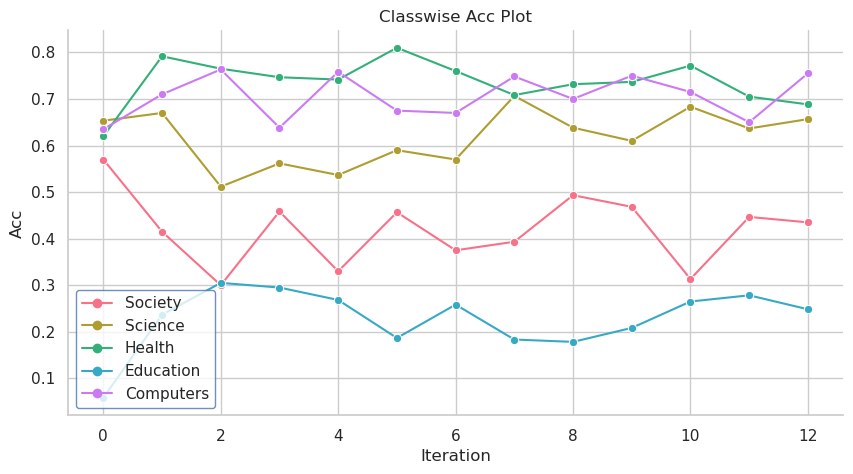 Classwise Acc Plot
Acc
0.8
0.7
0.6
0.5
0.4
0.3
0.2
0.1
Society
Science
Health
Education
Computers
0 2 4 6 8 10 12
Iteration